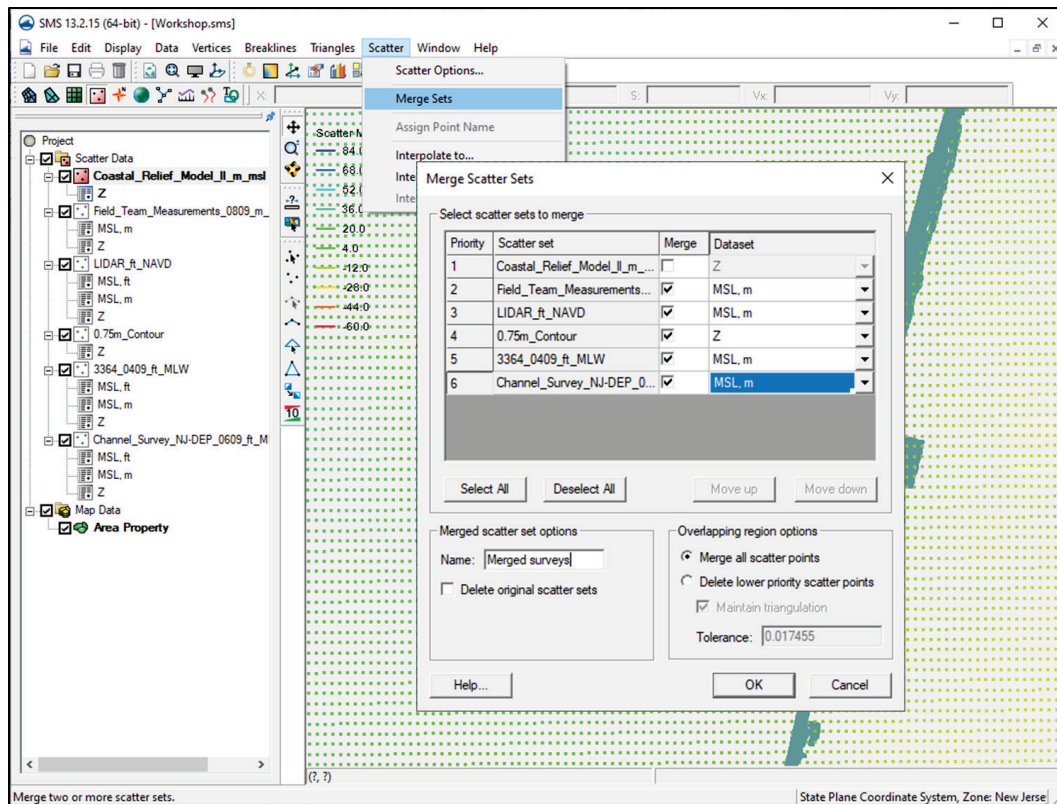 SMS 13.2.15 (64-bit) - [Workshop.sms]
File Edit Display Data Vertices Breaklines Triangles Scatter Window Help
Scatter Options...
Merge Sets
Assign Point Name
Interpolate to...
X:
S:
Vx:
Vy:
Project
Scatter Data
Coastal_Relief_Model_II_m_msl
Z
Field_Team_Measurements_0809_m_
MSL, m
Z
LIDAR_ft_NAVD
MSL, ft
MSL, m
Z
0.75m_Contour
Z
3364_0409_ft_MLW
MSL, ft
MSL, m
Z
Channel_Survey_NJ-DEP_0609_ft_M
MSL, ft
MSL, m
Z
Map Data
Area Property
-?-
10
Scatter M
84.0
68.0
52.0
36.0
20.0
4.0
-12.0
-28.0
-44.0
-60.0
Merge Scatter Sets
Select scatter sets to merge
Priority Scatter set Merge Dataset
1 Coastal_Relief_Model_II_m_... Z
2 Field_Team_Measurements... MSL, m
3 LIDAR_ft_NAVD MSL, m
4 0.75m_Contour Z
5 3364_0409_ft_MLW MSL, m
6 Channel_Survey_NJ-DEP_0... MSL, m
Select All Deselect All Move up Move down
Merged scatter set options
Name: Merged surveys
Delete original scatter sets
Overlapping region options
Merge all scatter points
Delete lower priority scatter points
Maintain triangulation
Tolerance: 0.017455
Help... OK Cancel
(?, ?)
Merge two or more scatter sets.
State Plane Coordinate System, Zone: New Jerse